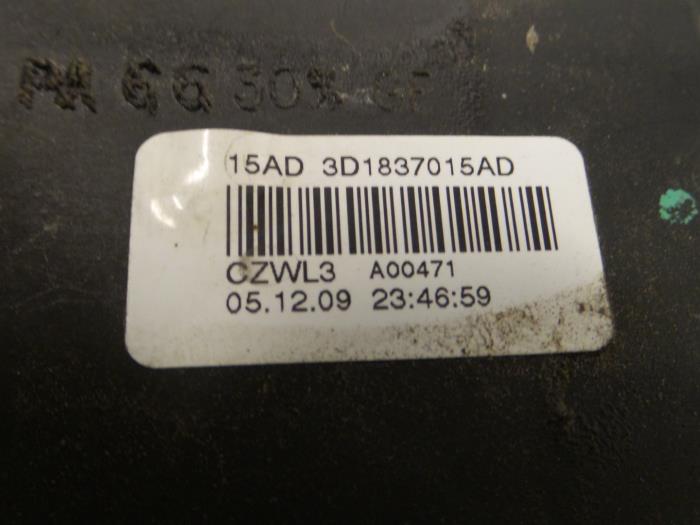 PA 66 30% GF
15AD 3D1837015AD
CZWL3 A00471
05.12.09 23:46:59